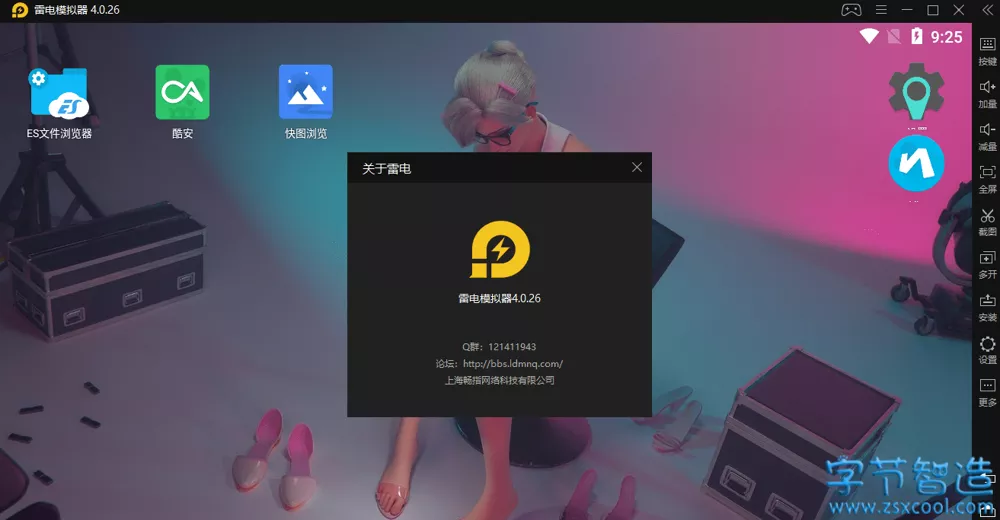 雷电模拟器 4.0.26
9:25
ES文件浏览器
酷安
快图浏览
关于雷电
雷电模拟器4.0.26
Q群：121411943
论坛：http://bbs.ldmnq.com/
上海畅指网络科技有限公司
按键
加量
减量
全屏
截图
多开
安装
设置
更多
字节智造
www.zsxcool.com